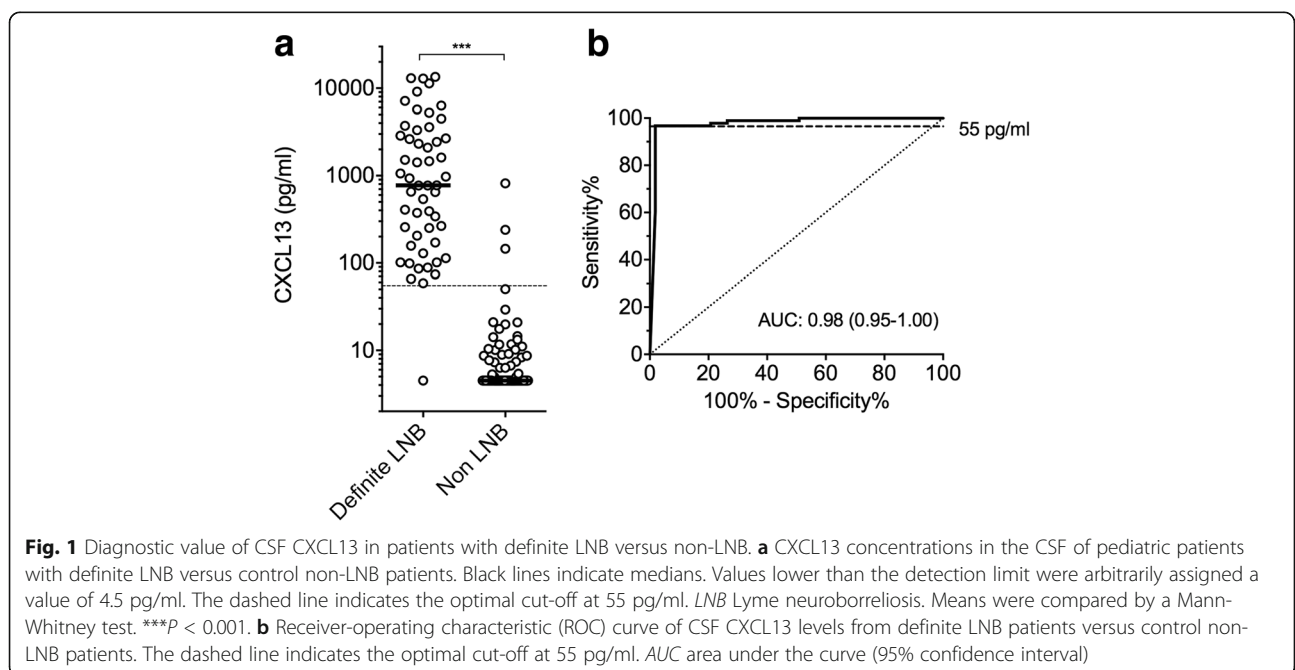 a
***
10000
1000
100
10
CXCL13 (pg/ml)
Definite LNB
Non LNB
b
100
80
60
40
20
0
Sensitivity%
55 pg/ml
AUC: 0.98 (0.95-1.00)
0 20 40 60 80 100
100% - Specificity%
Fig. 1 Diagnostic value of CSF CXCL13 in patients with definite LNB versus non-LNB. a CXCL13 concentrations in the CSF of pediatric patients
with definite LNB versus control non-LNB patients. Black lines indicate medians. Values lower than the detection limit were arbitrarily assigned a
value of 4.5 pg/ml. The dashed line indicates the optimal cut-off at 55 pg/ml. LNB Lyme neuroborreliosis. Means were compared by a Mann-
Whitney test. ***P < 0.001. b Receiver-operating characteristic (ROC) curve of CSF CXCL13 levels from definite LNB patients versus control non-
LNB patients. The dashed line indicates the optimal cut-off at 55 pg/ml. AUC area under the curve (95% confidence interval)